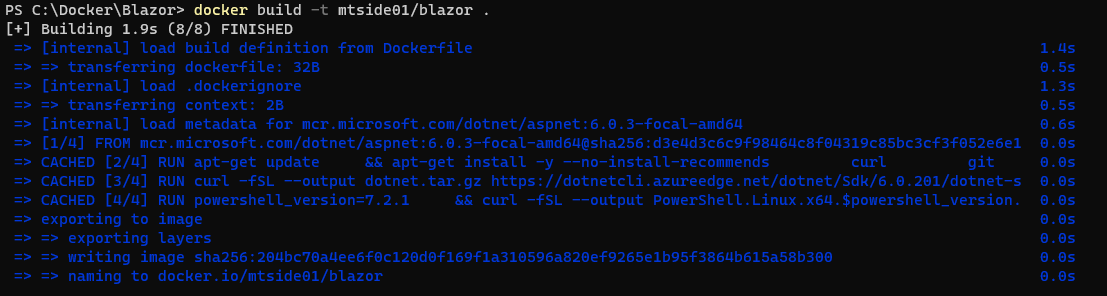 PS C:\Docker\Blazor> docker build -t mtside01/blazor .
[+] Building 1.9s (8/8) FINISHED
=> [internal] load build definition from Dockerfile 1.4s
=> => transferring dockerfile: 32B 0.5s
=> [internal] load .dockerignore 1.3s
=> => transferring context: 2B 0.5s
=> [internal] load metadata for mcr.microsoft.com/dotnet/aspnet:6.0.3-focal-amd64 0.6s
=> [1/4] FROM mcr.microsoft.com/dotnet/aspnet:6.0.3-focal-amd64@sha256:d3e4d3c6c9f98464c8f04319c85bc3cf3f052e6e1 0.0s
=> CACHED [2/4] RUN apt-get update && apt-get install -y --no-install-recommends curl git 0.0s
=> CACHED [3/4] RUN curl -fSL --output dotnet.tar.gz https://dotnetcli.azureedge.net/dotnet/Sdk/6.0.201/dotnet-s 0.0s
=> CACHED [4/4] RUN powershell_version=7.2.1 && curl -fSL --output PowerShell.Linux.x64.$powershell_version. 0.0s
=> exporting to image 0.0s
=> => exporting layers 0.0s
=> => writing image sha256:204bc70a4ee6f0c120d0f169f1a310596a820ef9265e1b95f3864b615a58b300 0.0s
=> => naming to docker.io/mtside01/blazor 0.0s